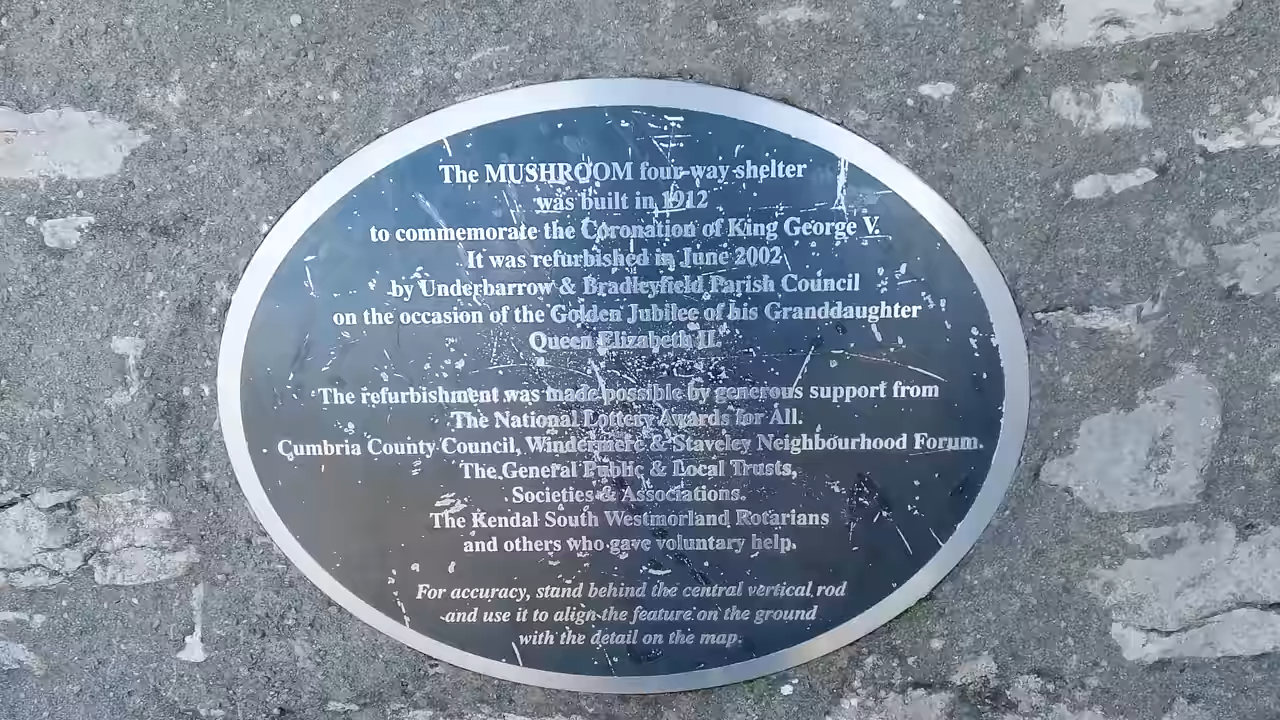 The MUSHROOM four-way shelter
was built in 1912
to commemorate the Coronation of King George V.
It was refurbished in June 2002
by Underbarrow & Bradleyfield Parish Council
on the occasion of the Golden Jubilee of his Granddaughter
Queen Elizabeth II.
The refurbishment was made possible by generous support from
The National Lottery Awards for All.
Cumbria County Council, Windermere & Staveley Neighbourhood Forum.
The General Public & Local Trusts,
Societies & Associations.
The Kendal South Westmorland Rotarians
and others who gave voluntary help.
For accuracy, stand behind the central vertical rod
and use it to align the feature on the ground
with the detail on the map.